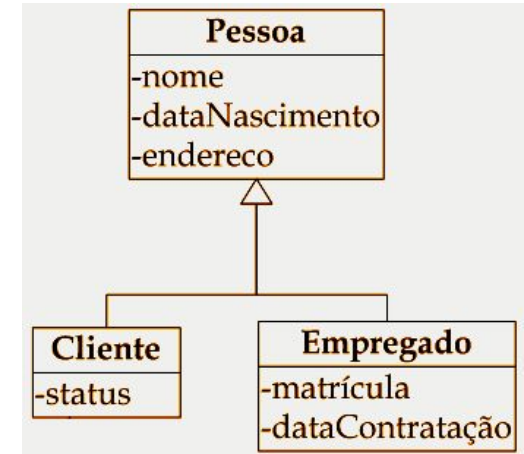 Pessoa
-nome
-dataNascimento
-endereco
Cliente
-status
Empregado
-matrícula
-dataContratação